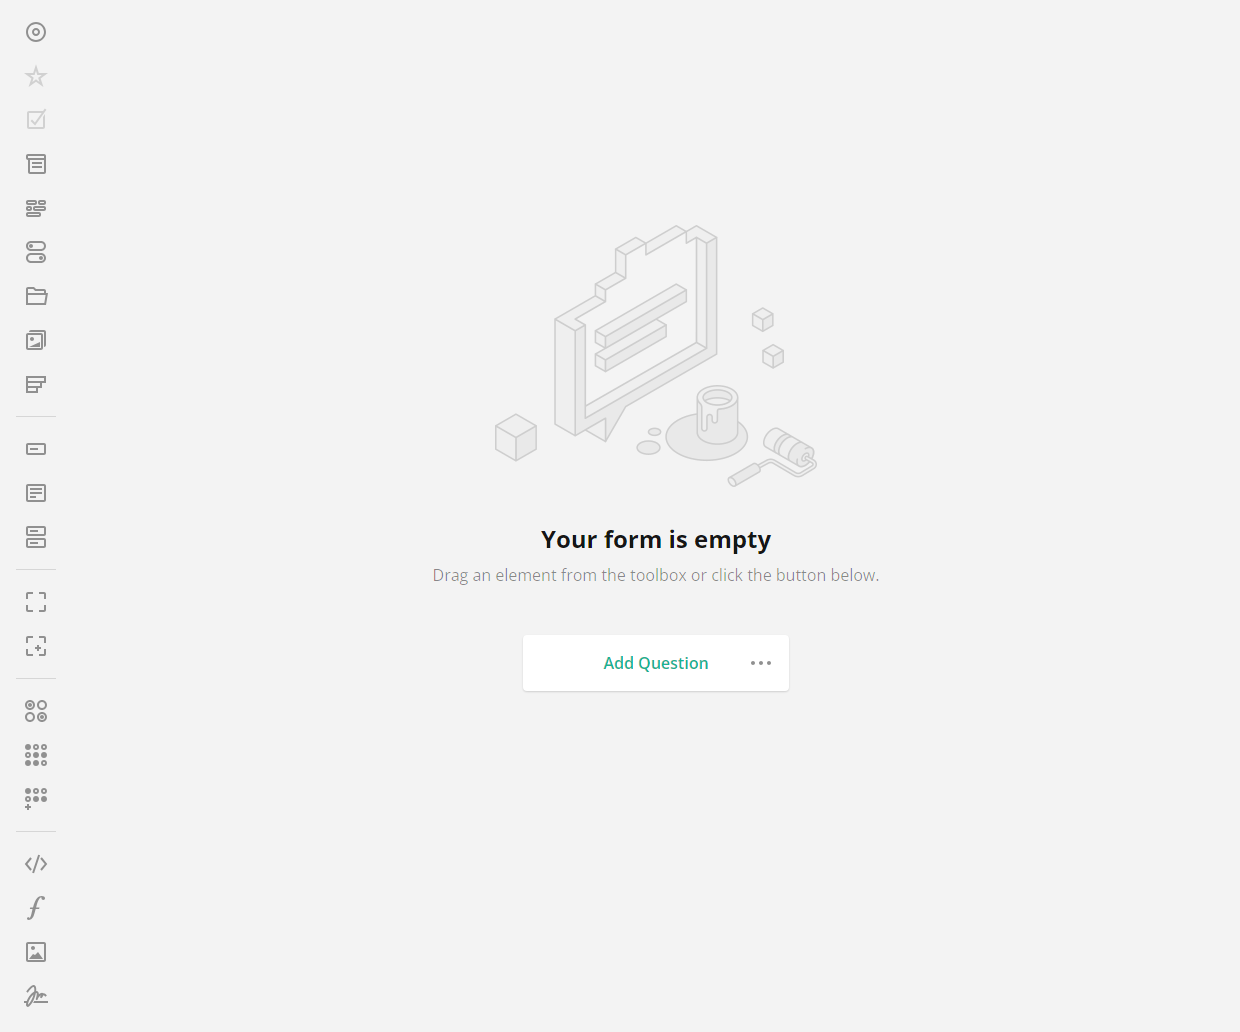 Your form is empty
Drag an element from the toolbox or click the button below.
Add Question